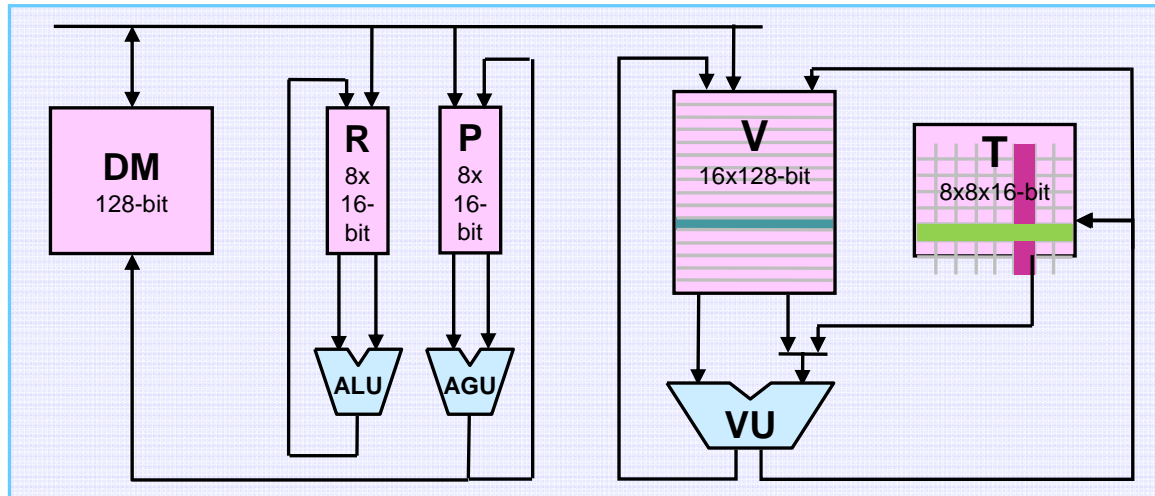 DM
128-bit
R
8x
16-
bit
P
8x
16-
bit
V
16x128-bit
T
8x8x16-bit
ALU
AGU
VU